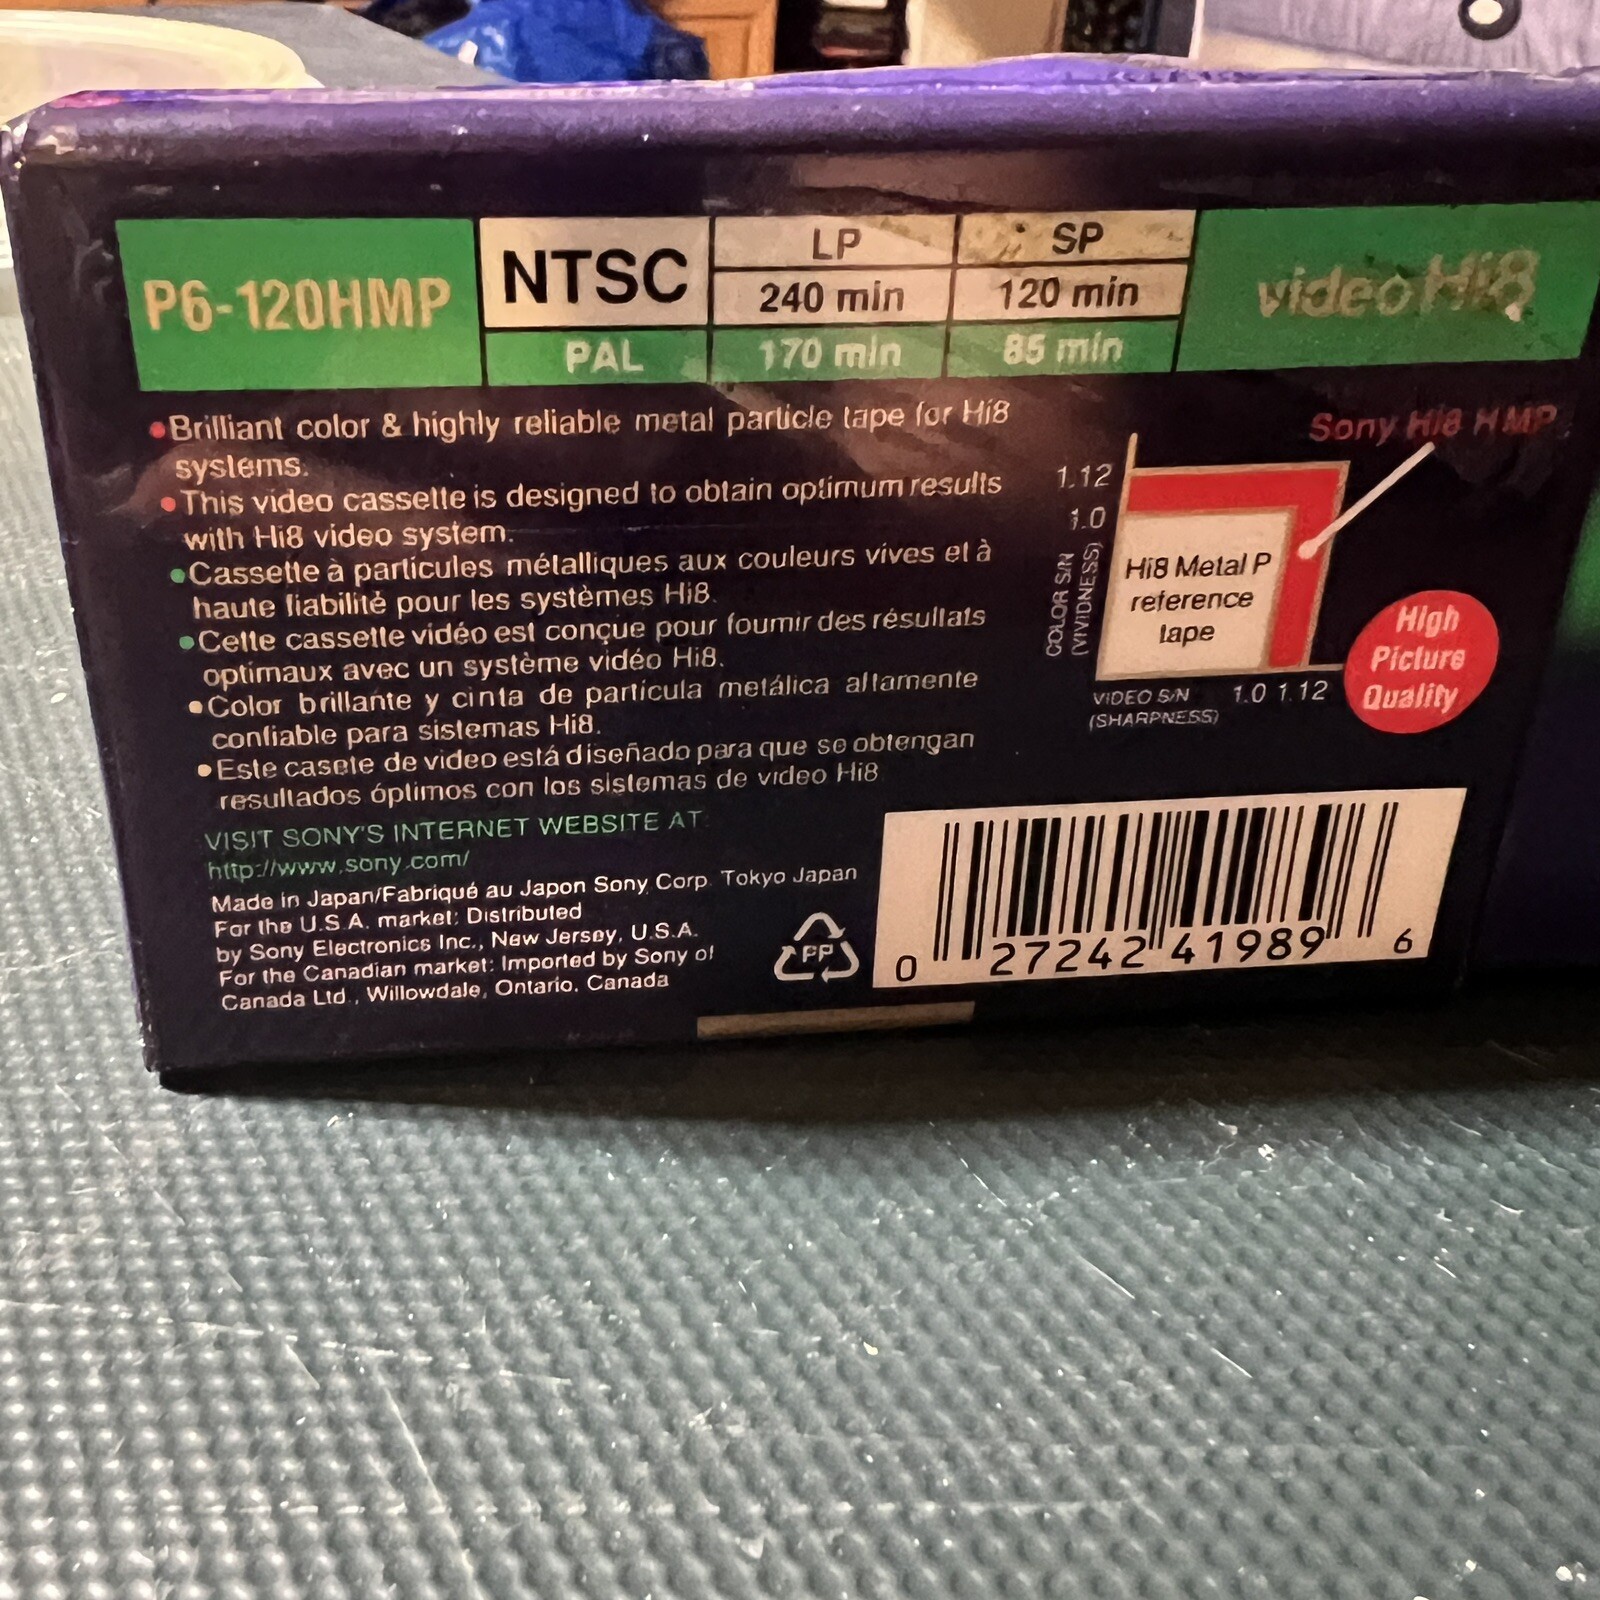 P6-120HMP
NTSC
LP
SP
240 min
120 min
PAL
170 min
85 min
video Hi8
•Brilliant color & highly reliable metal particle tape for Hi8
systems.
•This video cassette is designed to obtain optimum results
with Hi8 video system.
•Cassette à particules métalliques aux couleurs vives et à
haute fiabilité pour les systèmes Hi8.
•Cette cassette vidéo est conçue pour fournir des résultats
optimaux avec un système vidéo Hi8.
•Color brillante y cinta de partícula metálica altamente
confiable para sistemas Hi8.
•Este casete de video está diseñado para que se obtengan
resultados óptimos con los sistemas de video Hi8
VISIT SONY'S INTERNET WEBSITE AT:
http://www.sony.com/
Made in Japan/Fabriqué au Japon Sony Corp. Tokyo Japan
For the U.S.A. market: Distributed
by Sony Electronics Inc., New Jersey, U.S.A.
For the Canadian market: Imported by Sony of
Canada Ltd., Willowdale, Ontario, Canada
PP
Sony Hi8 HMP
1.12
1.0
COLOR S/N
(VIVIDNESS)
Hi8 Metal P
reference
tape
VIDEO S/N 1.0 1.12
(SHARPNESS)
High
Picture
Quality
0 27242 41989 6